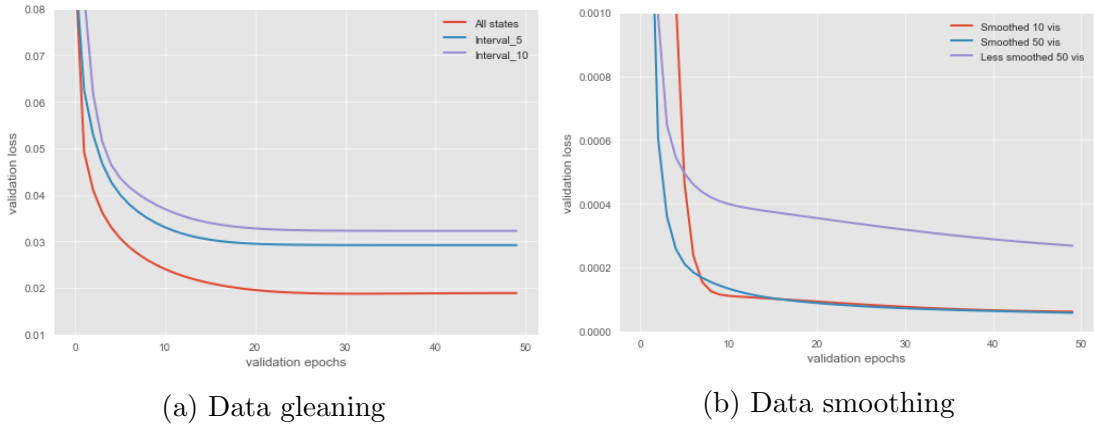 0.08
0.07
0.06
0.05
0.04
0.03
0.02
0.01
validation loss
0 10 20 30 40 50
validation epochs
All states
Interval_5
Interval_10
(a) Data gleaning
0.0010
0.0008
0.0006
0.0004
0.0002
0.0000
validation loss
0 10 20 30 40 50
validation epochs
Smoothed 10 vis
Smoothed 50 vis
Less smoothed 50 vis
(b) Data smoothing